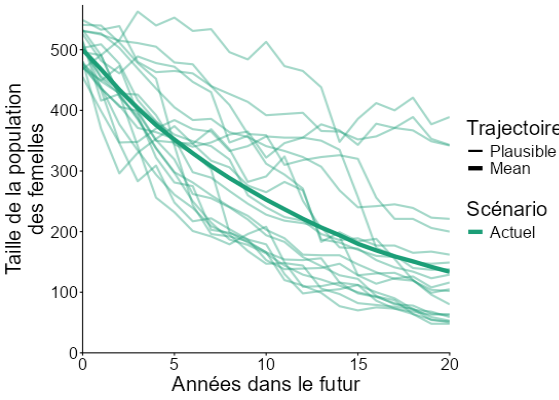 Taille de la population
des femelles
500
400
300
200
100
0
0 5 10 15 20
Années dans le futur
Trajectoire
Plausible
Mean
Scénario
Actuel